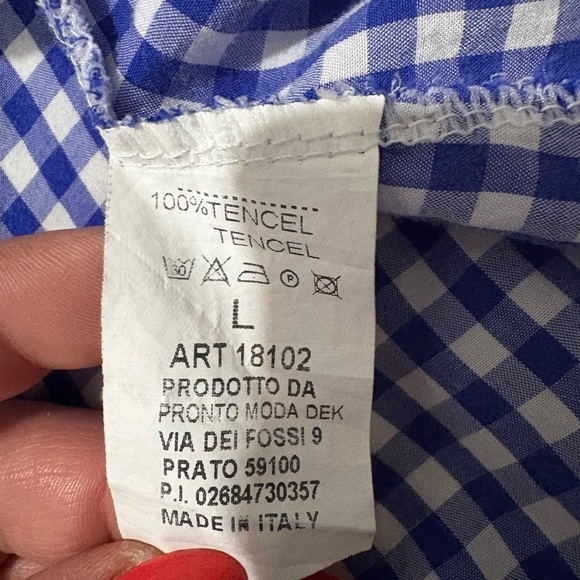 100%TENCEL
TENCEL
30
P
L
ART 18102
PRODOTTO DA
PRONTO MODA DEK
VIA DEI FOSSI 9
PRATO 59100
P.I. 02684730357
MADE IN ITALY